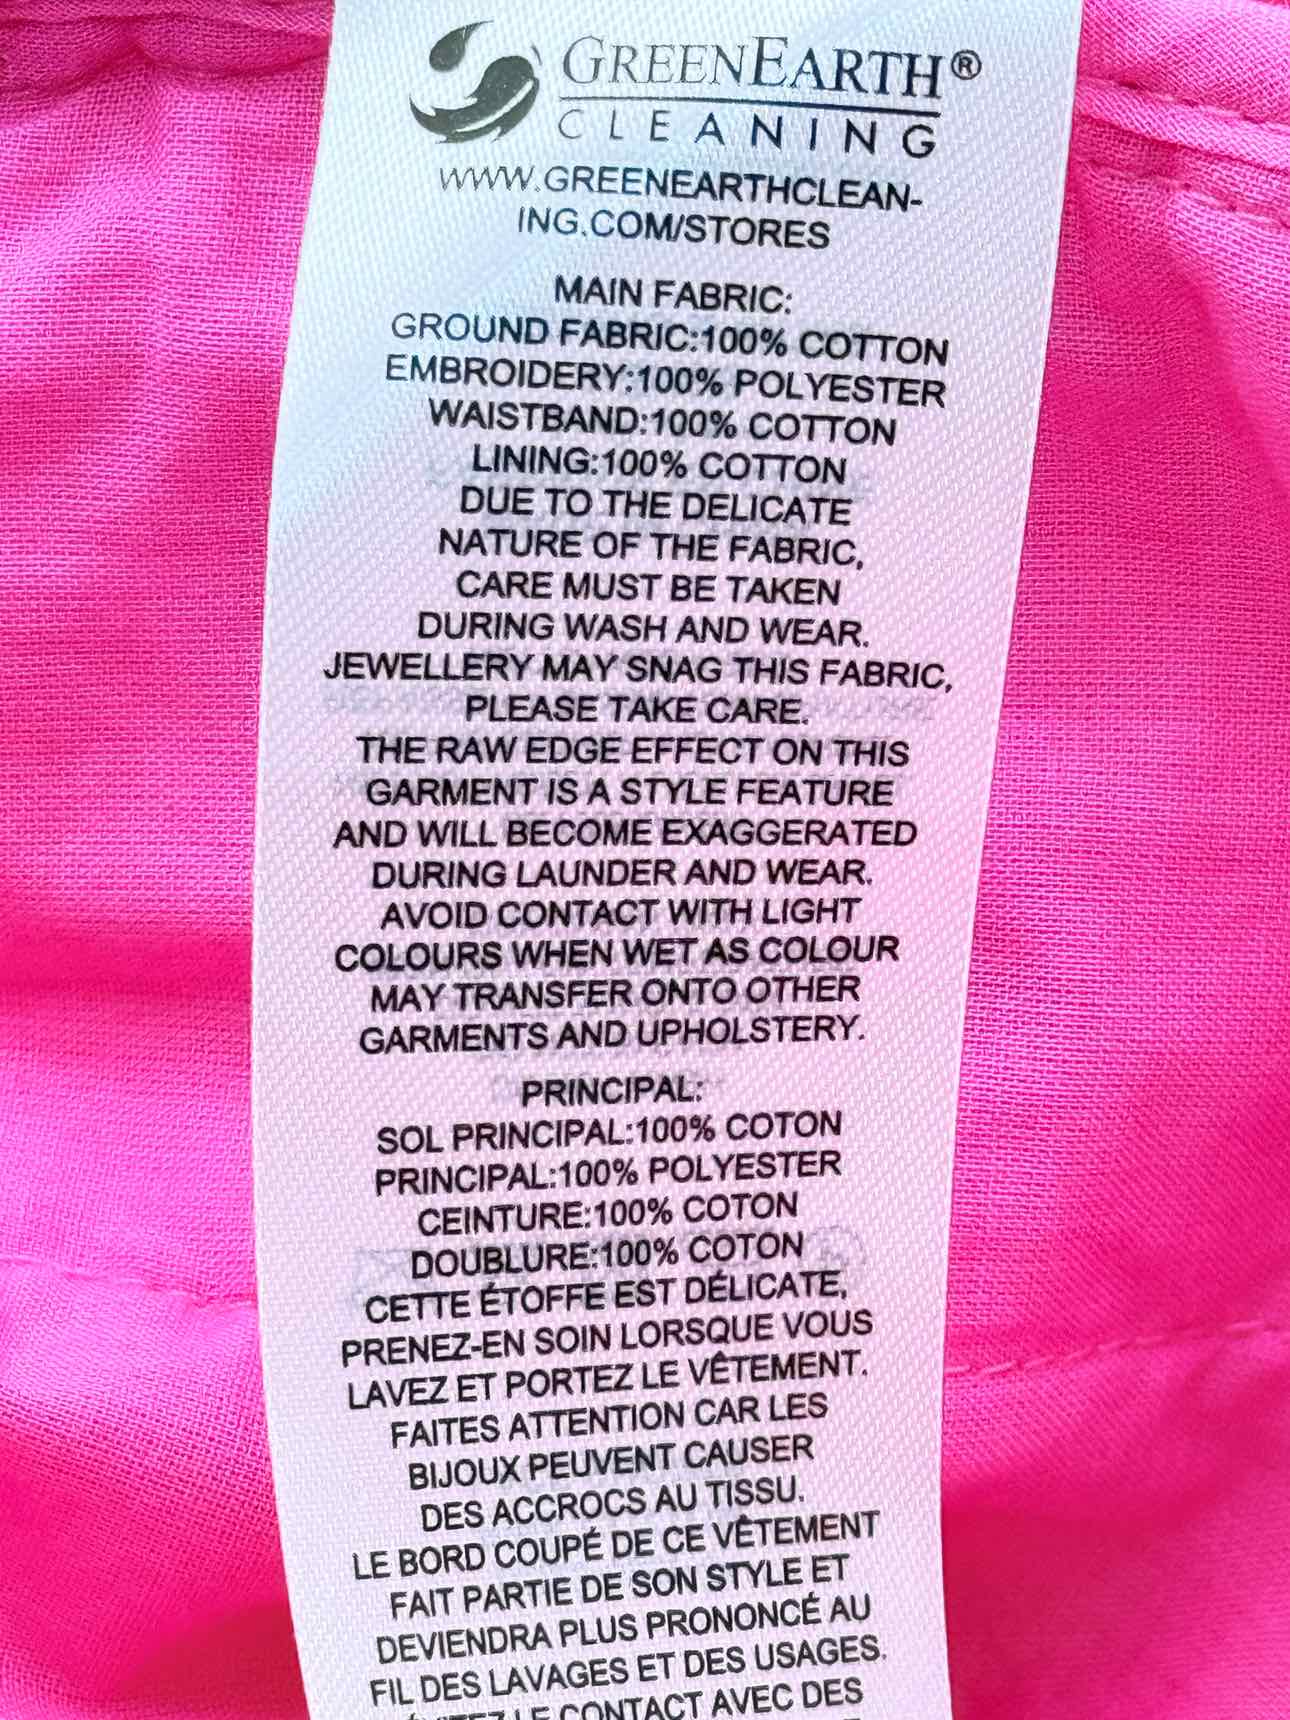 GREENEARTH®
CLEANING
WWW.GREENEARTHCLEAN-
ING.COM/STORES
MAIN FABRIC:
GROUND FABRIC:100% COTTON
EMBROIDERY:100% POLYESTER
WAISTBAND:100% COTTON
LINING:100% COTTON
DUE TO THE DELICATE
NATURE OF THE FABRIC,
CARE MUST BE TAKEN
DURING WASH AND WEAR.
JEWELLERY MAY SNAG THIS FABRIC,
PLEASE TAKE CARE.
THE RAW EDGE EFFECT ON THIS
GARMENT IS A STYLE FEATURE
AND WILL BECOME EXAGGERATED
DURING LAUNDER AND WEAR.
AVOID CONTACT WITH LIGHT
COLOURS WHEN WET AS COLOUR
MAY TRANSFER ONTO OTHER
GARMENTS AND UPHOLSTERY.
PRINCIPAL:
SOL PRINCIPAL:100% COTON
PRINCIPAL:100% POLYESTER
CEINTURE:100% COTON
DOUBLURE:100% COTON
CETTE ÉTOFFE EST DÉLICATE,
PRENEZ-EN SOIN LORSQUE VOUS
LAVEZ ET PORTEZ LE VÊTEMENT.
FAITES ATTENTION CAR LES
BIJOUX PEUVENT CAUSER
DES ACCROCS AU TISSU.
LE BORD COUPÉ DE CE VÊTEMENT
FAIT PARTIE DE SON STYLE ET
DEVIENDRA PLUS PRONONCÉ AU
FIL DES LAVAGES ET DES USAGES.
ÉVITEZ LE CONTACT AVEC DES